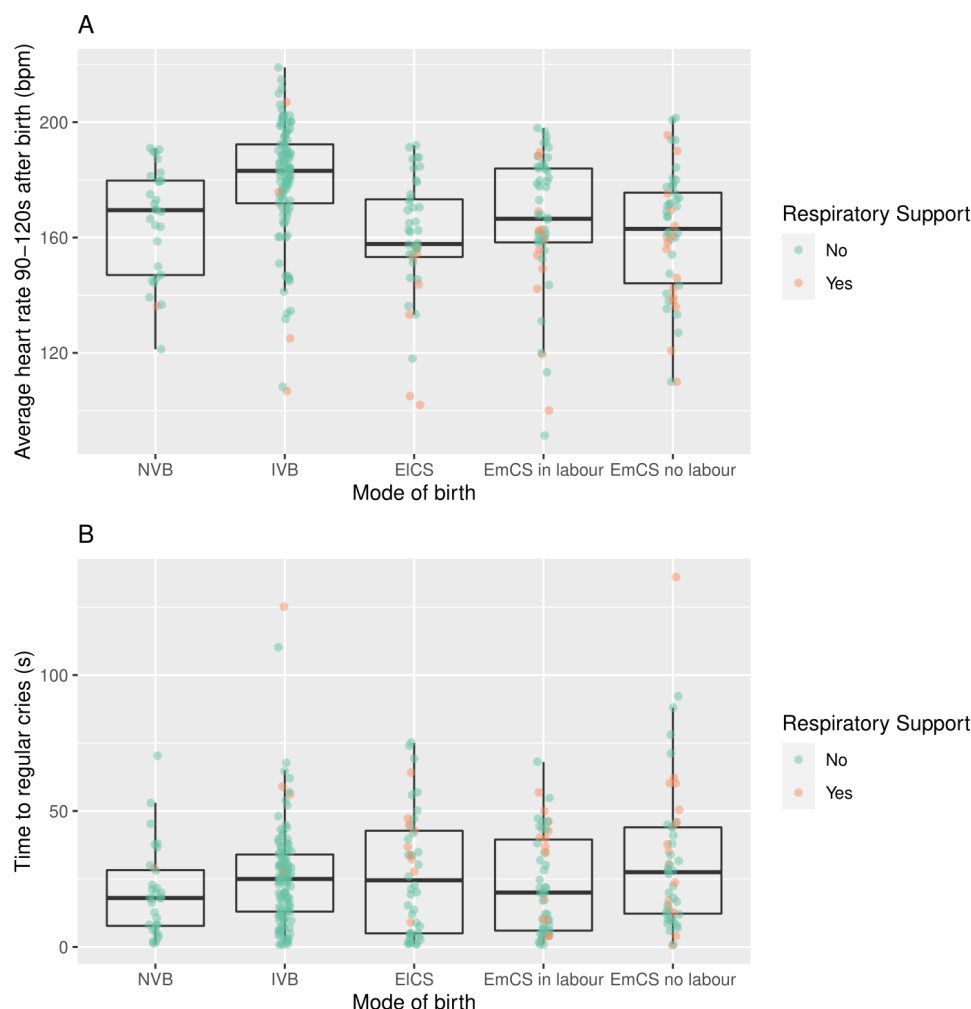 A
Average heart rate 90–120s after birth (bpm)
200
160
120
NVB IVB ElCS EmCS in labour EmCS no labour
Mode of birth
Respiratory Support
No
Yes
B
Time to regular cries (s)
100
50
0
NVB IVB ElCS EmCS in labour EmCS no labour
Mode of birth
Respiratory Support
No
Yes